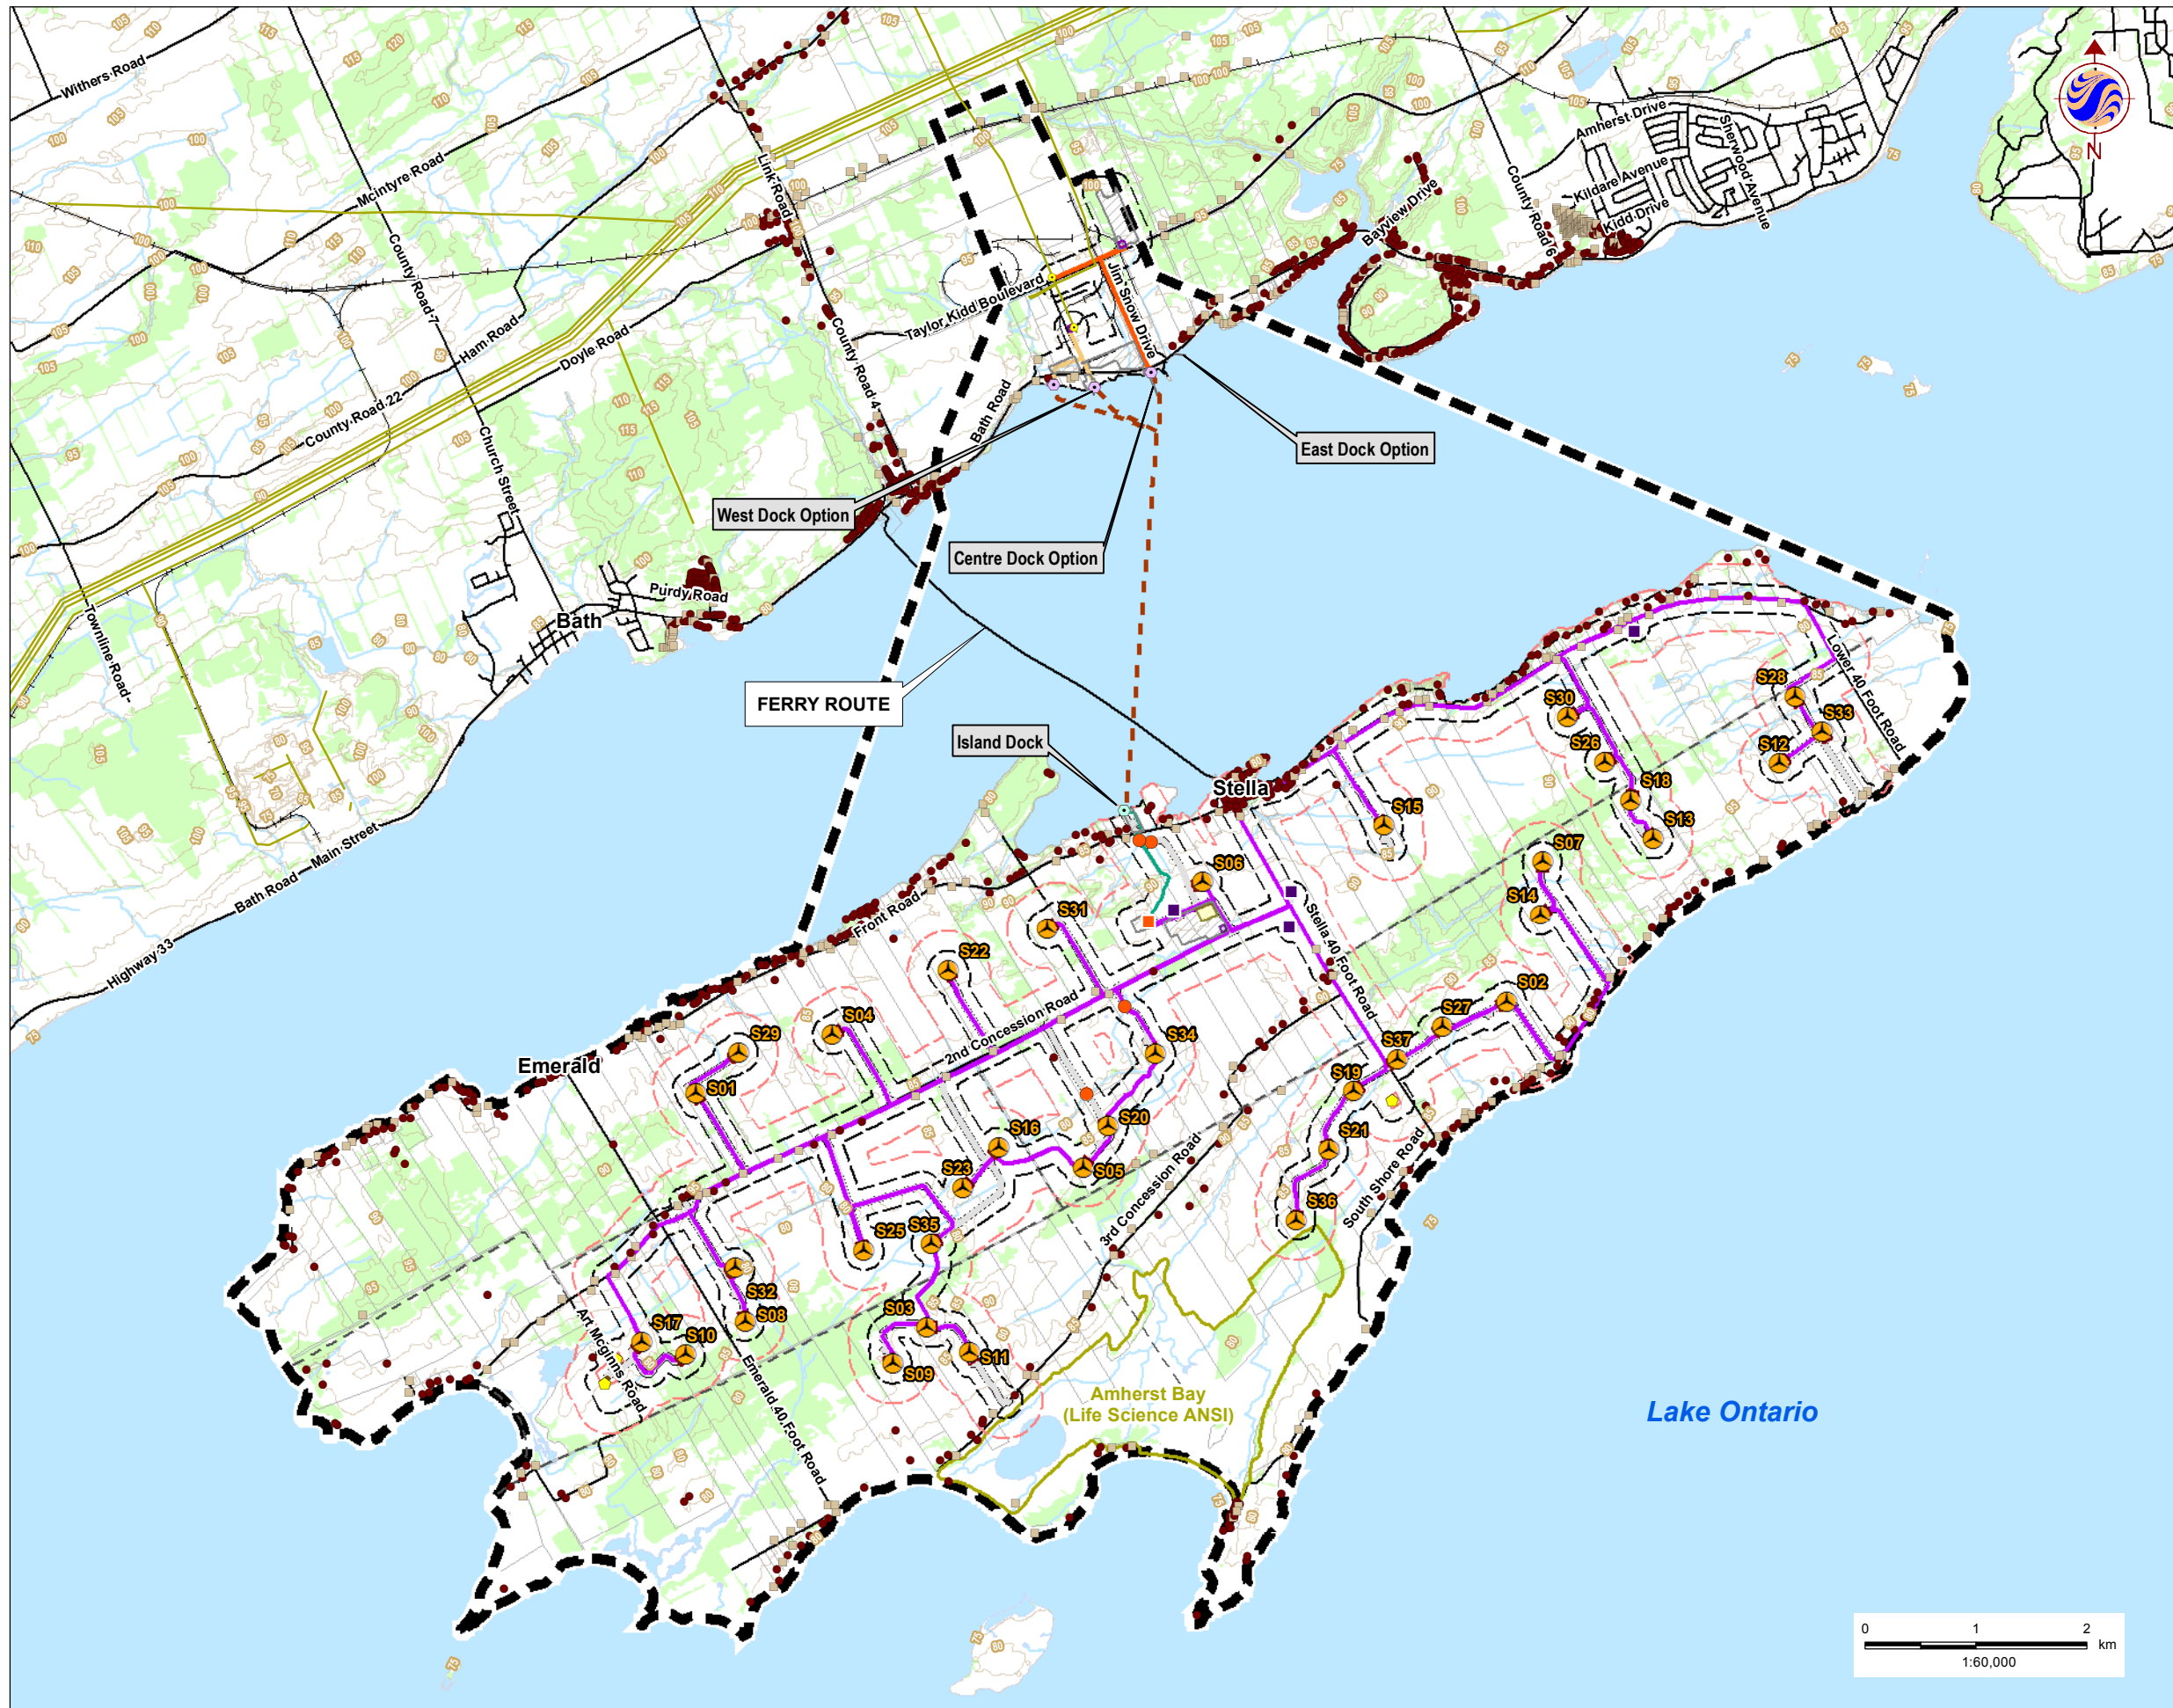 Withers Road
McIntyre Road
Link Road
County Road 7
Ham Road
Doyle Road
County Road 22
County Road 4
Church Street
Townline Road
Purdy Road
Bath
Bath Road
Main Street
Highway 33
Taylor Kidd Boulevard
Jim Snow Drive
Bath Road
Bayview Drive
County Road 6
Amherst Drive
Kildare Avenue
Kidd Drive
Sherwood Avenue
N
East Dock Option
West Dock Option
Centre Dock Option
FERRY ROUTE
Island Dock
Stella
Emerald
Front Road
2nd Concession Road
3rd Concession Road
Stella 40 Foot Road
Lower 40 Foot Road
South Shore Road
Art Mcginns Road
Emerald 40 Foot Road
S28
S33
S12
S30
S26
S18
S13
S15
S07
S14
S06
S31
S22
S02
S27
S37
S04
S29
S01
S34
S19
S21
S36
S20
S16
S05
S23
S25
S35
S32
S08
S17
S10
S03
S09
S11
Amherst Bay
(Life Science ANSI)
Lake Ontario
0 1 2
km
1:60,000